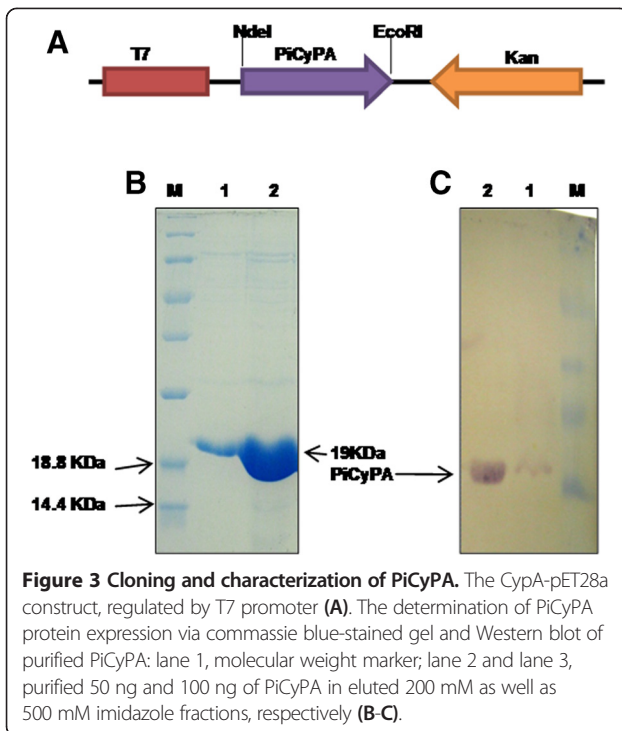 A
NdeI
EcoRI
T7
PiCyPA
Kan
B
C
M 1 2
2 1 M
18.8 KDa
14.4 KDa
19KDa
PiCyPA
Figure 3 Cloning and characterization of PiCyPA. The CypA-pET28a
construct, regulated by T7 promoter (A). The determination of PiCyPA
protein expression via commassie blue-stained gel and Western blot of
purified PiCyPA: lane 1, molecular weight marker; lane 2 and lane 3,
purified 50 ng and 100 ng of PiCyPA in eluted 200 mM as well as
500 mM imidazole fractions, respectively (B-C).